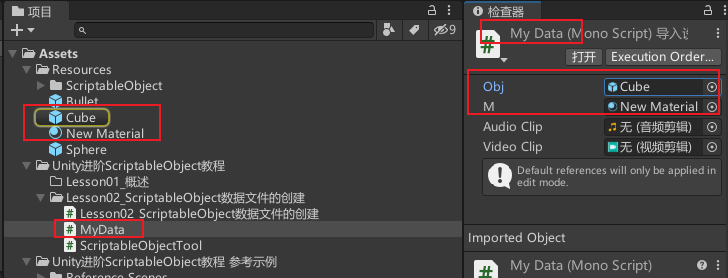 项目
9
Assets
Resources
ScriptableObject
Bullet
Cube
New Material
Sphere
Unity进阶ScriptableObject教程
Lesson01_概述
Lesson02_ScriptableObject数据文件的创建
Lesson02_ScriptableObject数据文件的创建
MyData
ScriptableObjectTool
Unity进阶ScriptableObject教程 参考示例
Reference Scenes
检查器
My Data (Mono Script) 导入设
打开
Execution Order...
Obj Cube
M New Material
Audio Clip 无 (音频剪辑)
Video Clip 无 (视频剪辑)
Default references will only be applied in
edit mode.
Imported Object
My Data (Mono Script)